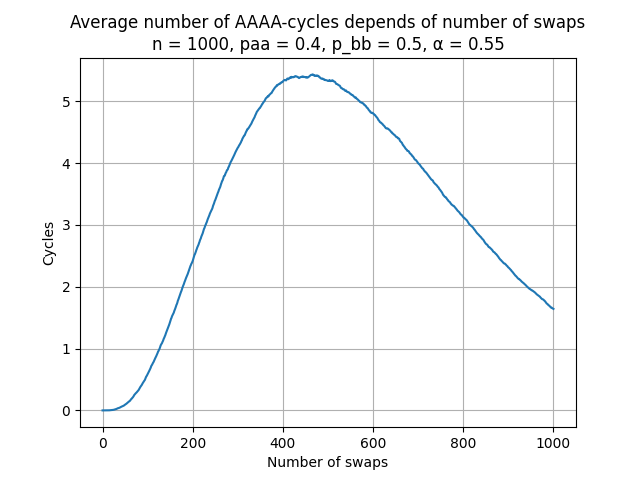 Average number of AAAA-cycles depends of number of swaps
n = 1000, paa = 0.4, p_bb = 0.5, α = 0.55
5
4
3
2
1
0
Cycles
0 200 400 600 800 1000
Number of swaps